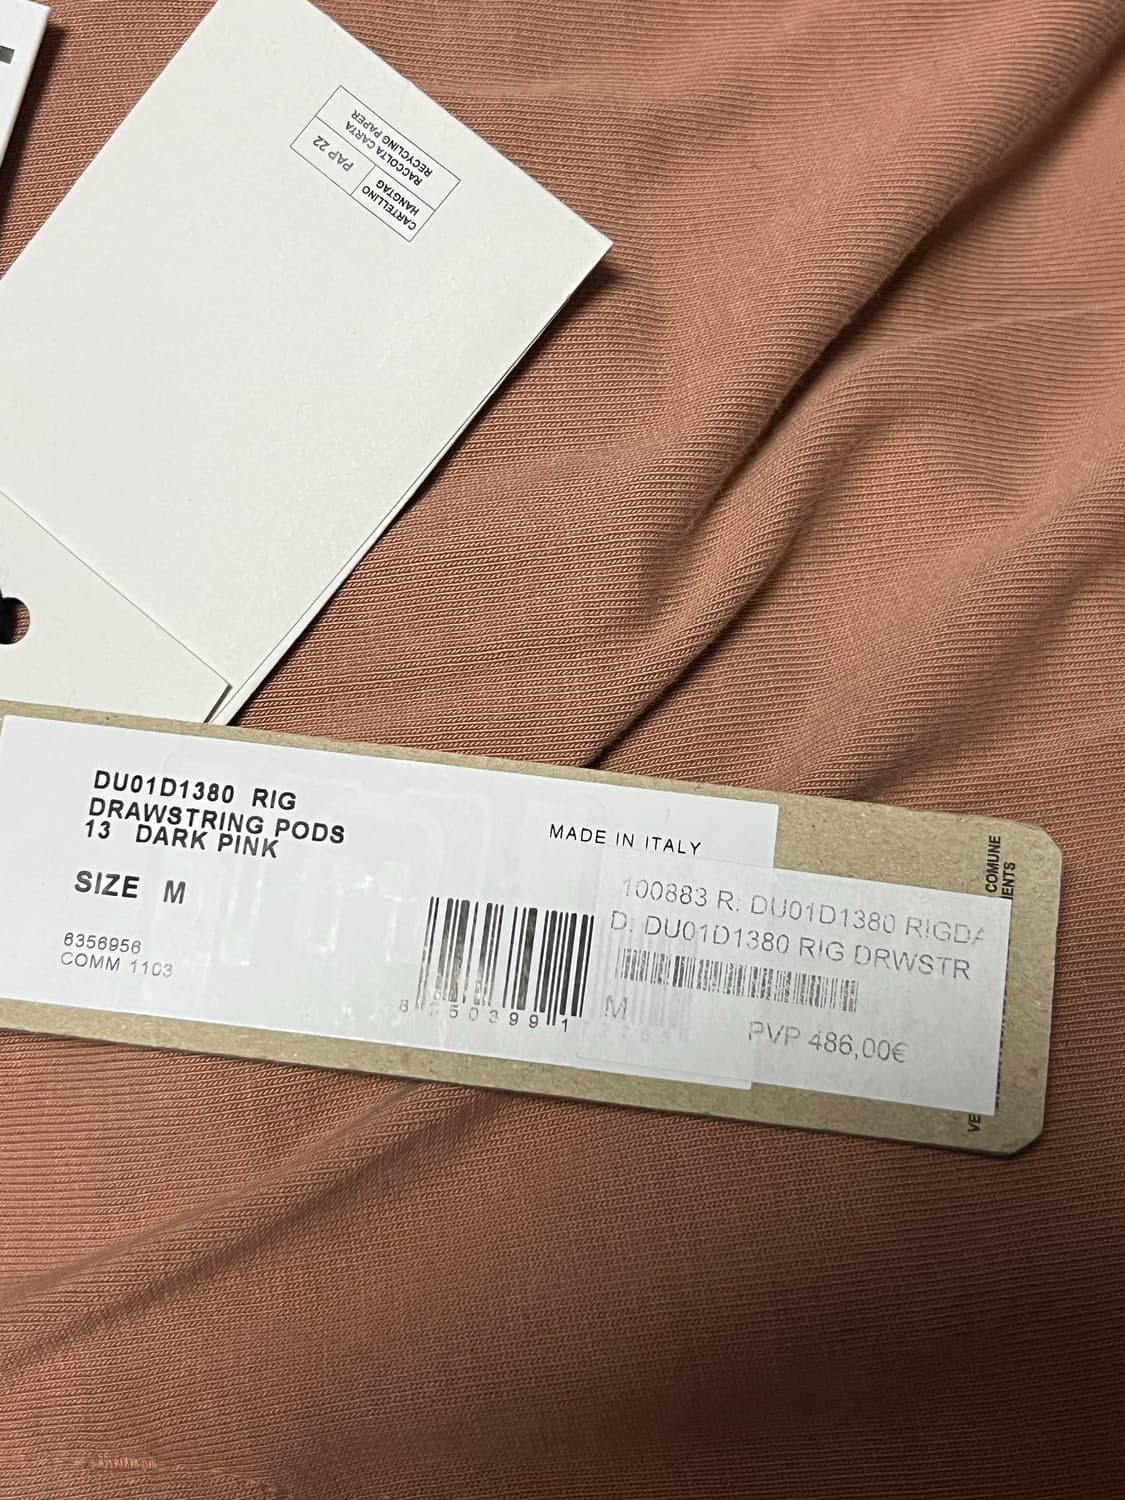 CARTELLINO
HANGTAG
PAP 22
RACCOLTA CARTA
RECYCLING PAPER
DU01D1380 RIG
DRAWSTRING PODS
13 DARK PINK
SIZE M
6356956
COMM 1103
MADE IN ITALY
100883 R: DU01D1380 RIGDA
D: DU01D1380 RIG DRWSTR
M
PVP 486,00€
COMUNE